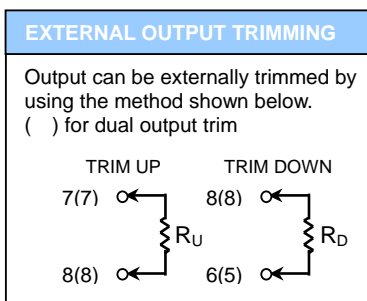 EXTERNAL OUTPUT TRIMMING
Output can be externally trimmed by
using the method shown below.
( ) for dual output trim
TRIM UP TRIM DOWN
7(7) 8(8)
RU RD
8(8) 6(5)